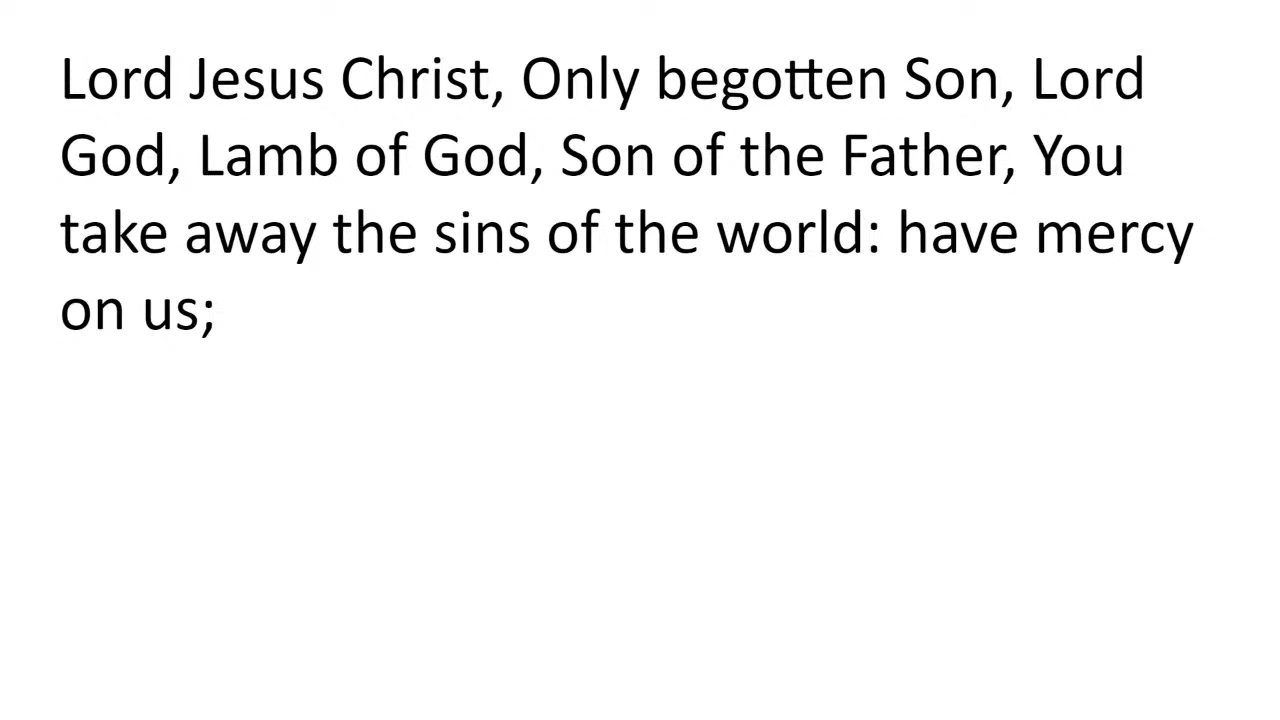 Lord Jesus Christ, Only begotten Son, Lord
God, Lamb of God, Son of the Father, You
take away the sins of the world: have mercy
on us;